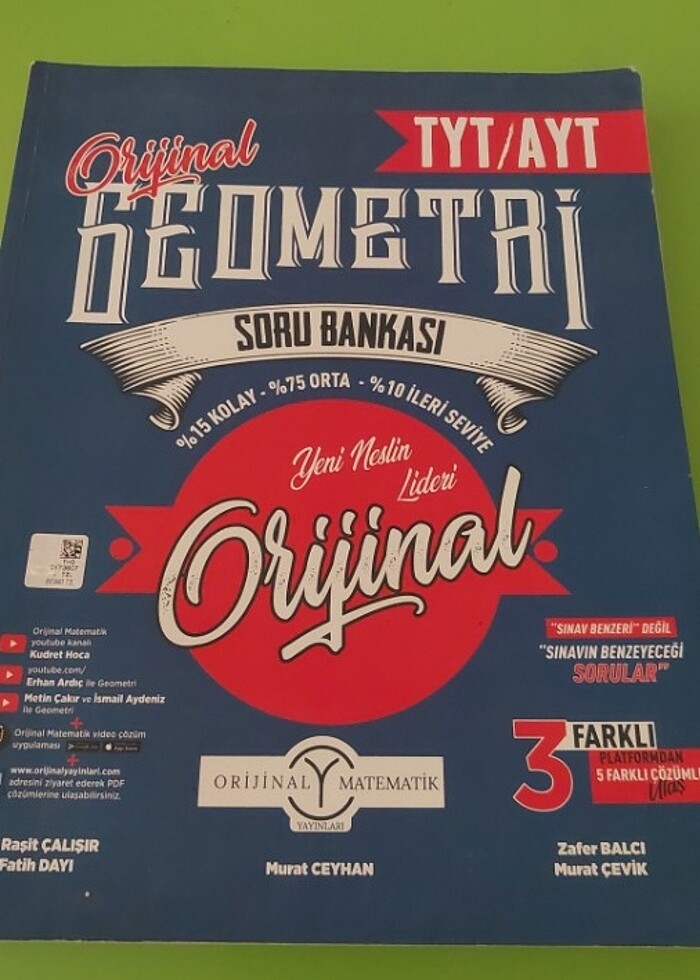 Orijinal
TYT/AYT
GEOMETRİ
SORU BANKASI
%15 KOLAY - %75 ORTA - %10 İLERİ SEVİYE
Yeni Neslin
Lideri
Orijinal
Orijinal Matematik
youtube kanalı
Kudret Hoca
youtube.com/
Erhan Ardıç ile Geometri
Metin Çakır ve İsmail Aydeniz
ile Geometri
+
Orijinal Matematik video çözüm
uygulaması
+
www.orijinalyayinlari.com
adresini ziyaret ederek PDF
çözümlerine ulaşabilirsiniz.
"SINAV BENZERİ" DEĞİL
"SINAVIN BENZEYECEĞİ
SORULAR"
3 FARKLI
PLATFORMDAN
5 FARKLI ÇÖZÜML
Ulaş
ORİJİNAL MATEMATİK
YAYINLARI
Raşit ÇALIŞIR
Fatih DAYI
Murat CEYHAN
Zafer BALCI
Murat ÇEVİK